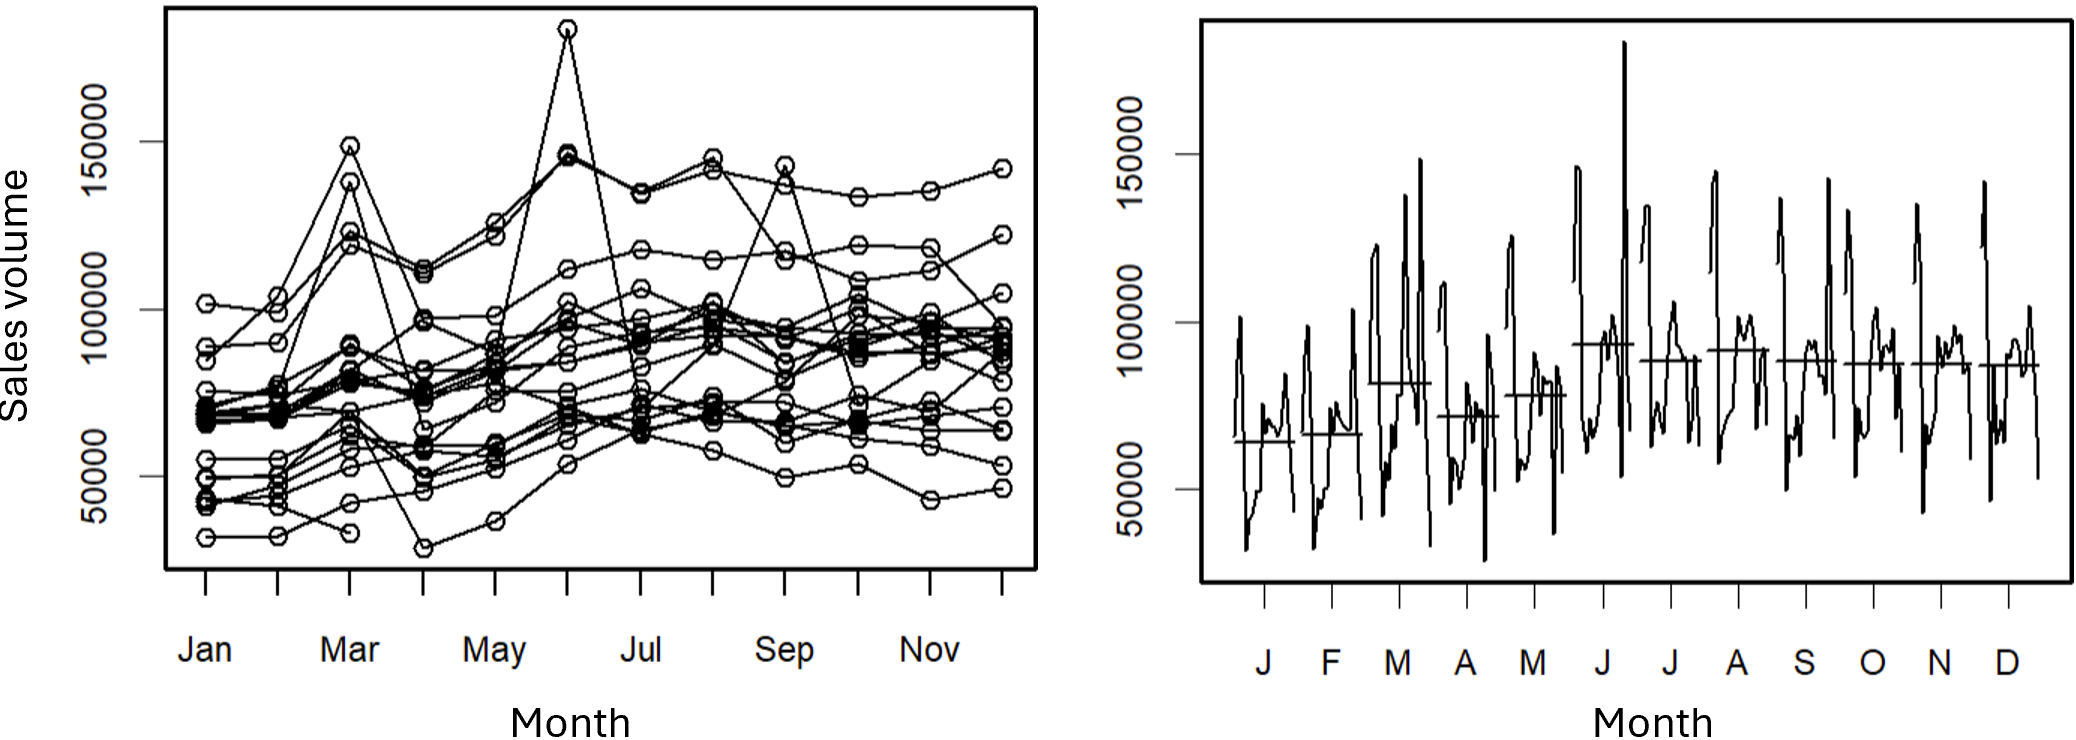 Sales volume
150000
100000
50000
Jan Mar May Jul Sep Nov
Month
150000
100000
50000
J F M A M J J A S O N D
Month